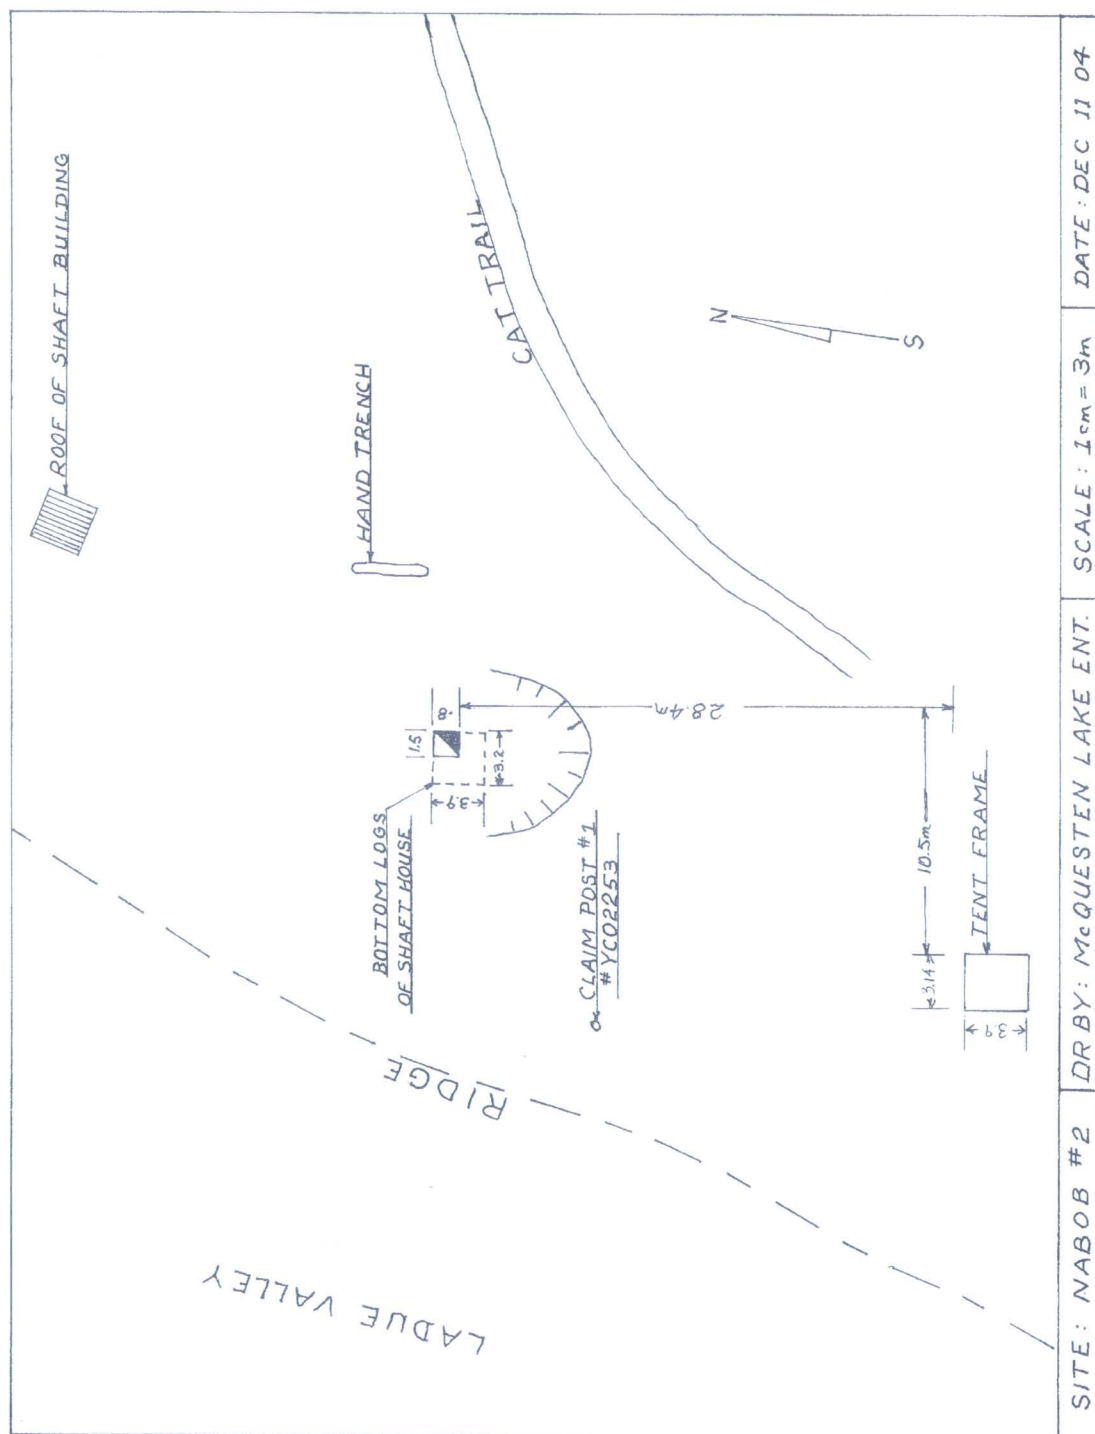 ROOF OF SHAFT BUILDING
HAND TRENCH
CAT TRAIL
N
S
1.5
3.9
3.2
BOTTOM LOGS
OF SHAFT HOUSE
28.4m
CLAIM POST #1
# YC02253
10.5m
TENT FRAME
3.14
3.9
RIDGE
LADUE VALLEY
SITE: NABOB #2
DR BY: McQUESTEN LAKE ENT.
SCALE: 1cm = 3m
DATE: DEC 11 04